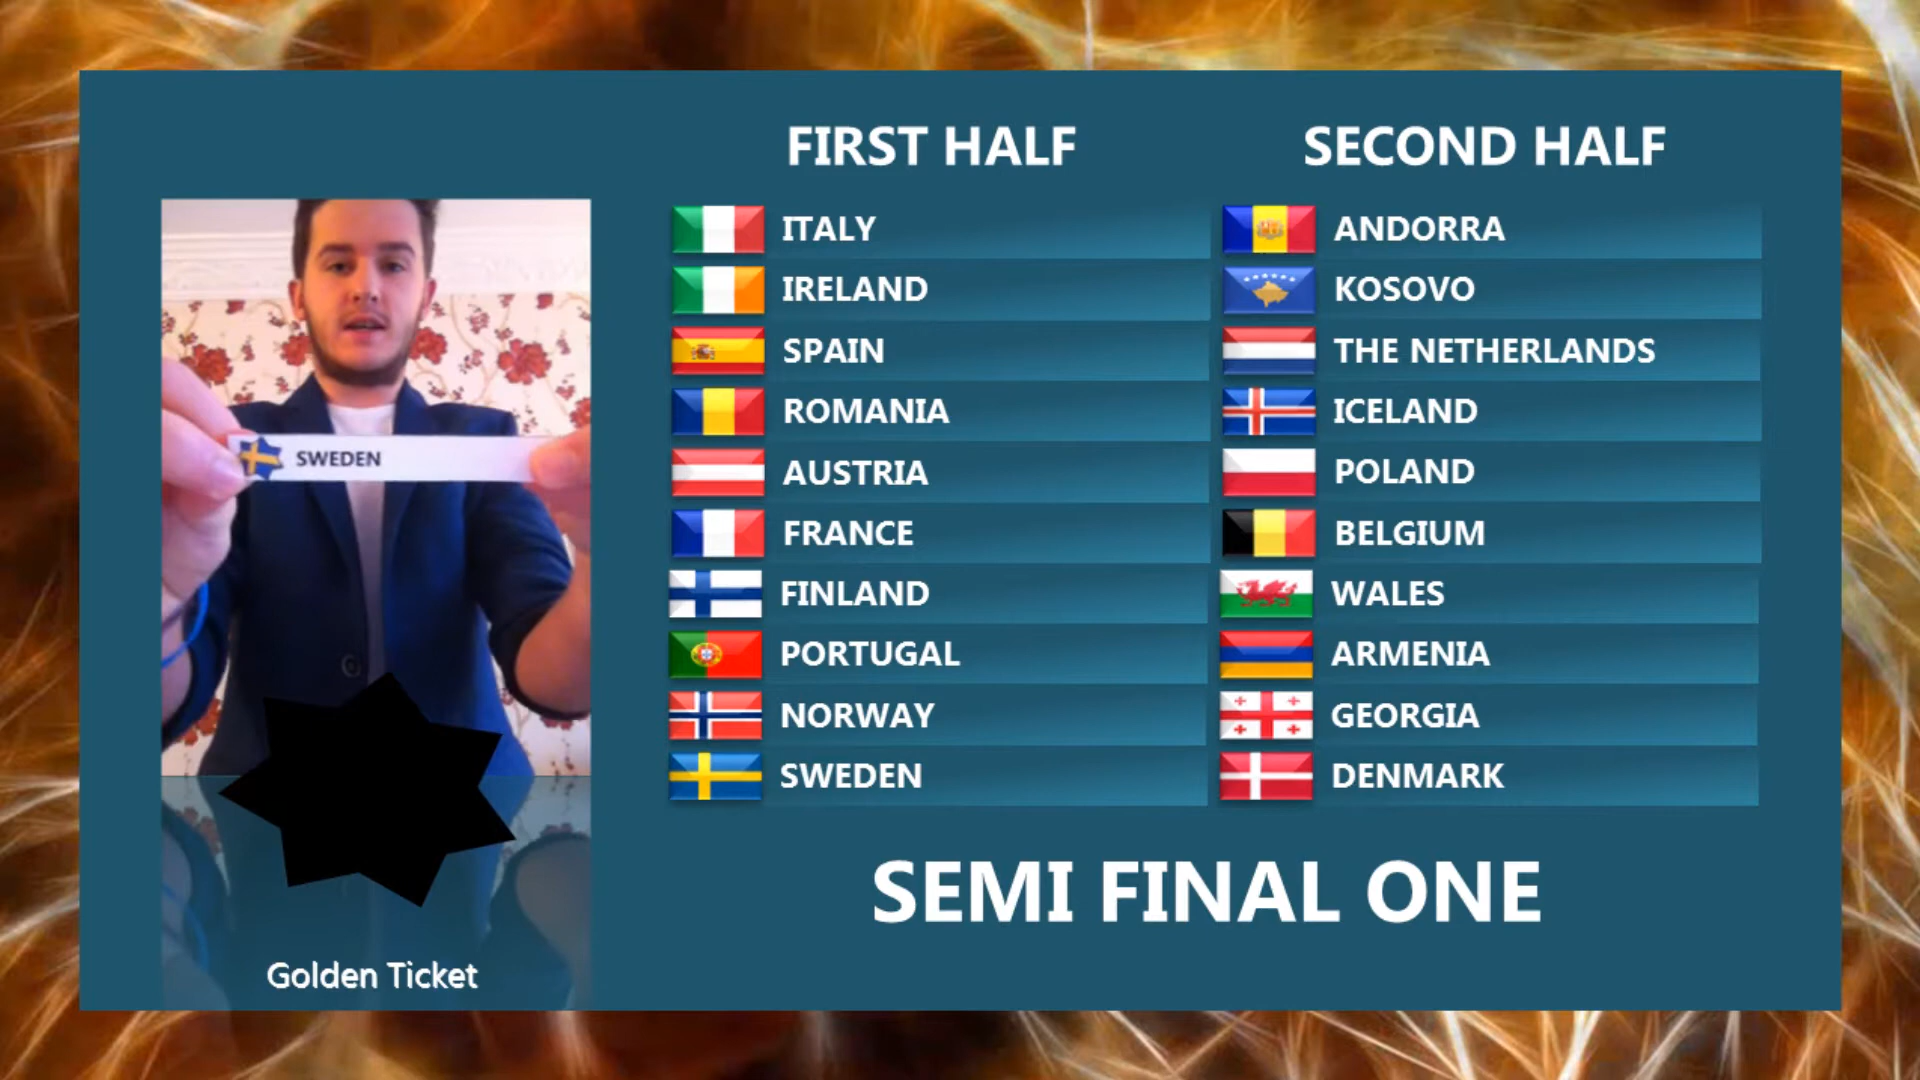 FIRST HALF
SECOND HALF
ITALY
IRELAND
SPAIN
ROMANIA
AUSTRIA
FRANCE
FINLAND
PORTUGAL
NORWAY
SWEDEN
ANDORRA
KOSOVO
THE NETHERLANDS
ICELAND
POLAND
BELGIUM
WALES
ARMENIA
GEORGIA
DENMARK
SWEDEN
SEMI FINAL ONE
Golden Ticket